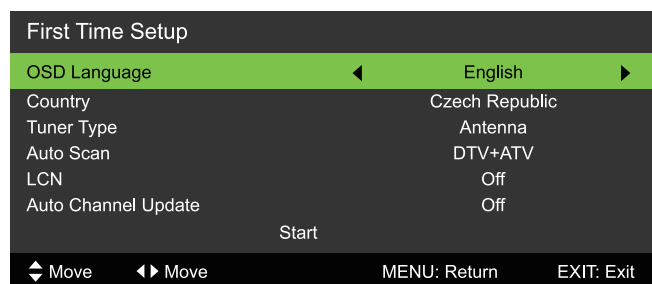 First Time Setup
OSD Language English
Country Czech Republic
Tuner Type Antenna
Auto Scan DTV+ATV
LCN Off
Auto Channel Update Off
Start
Move Move MENU: Return EXIT: Exit